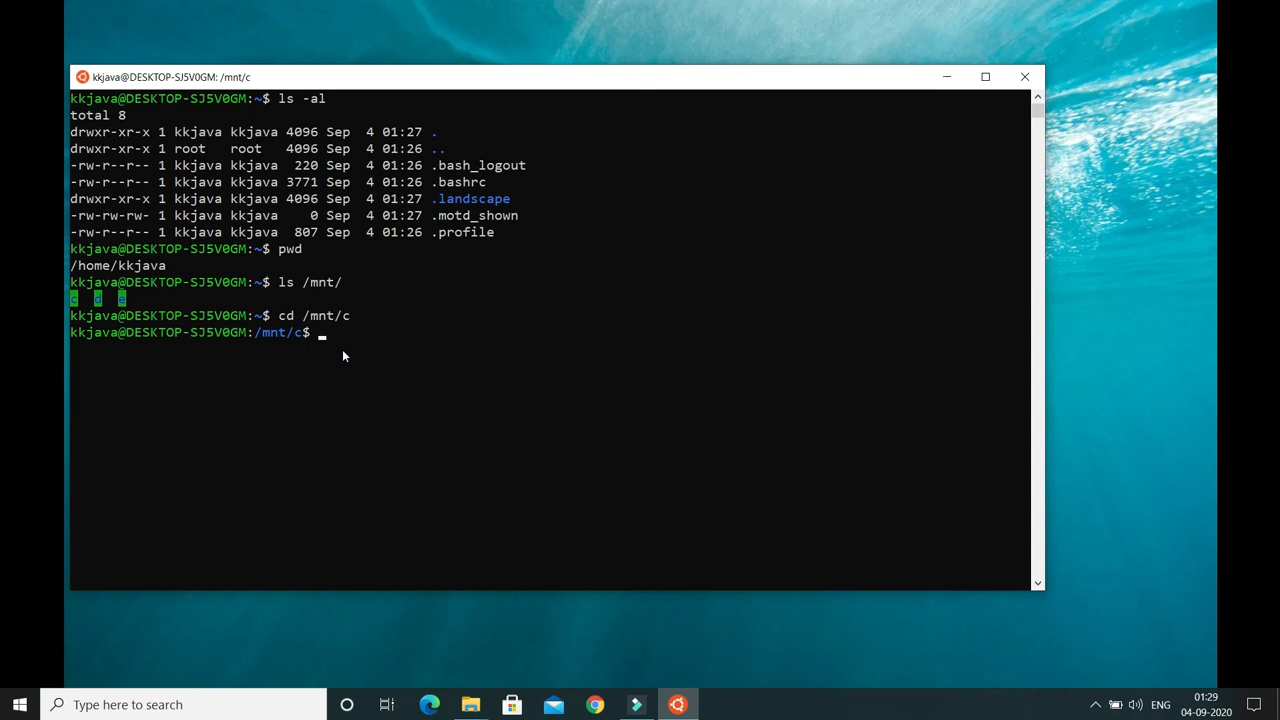 kkjava@DESKTOP-SJ5V0GM: /mnt/c
kkjava@DESKTOP-SJ5V0GM:~$ ls -al
total 8
drwxr-xr-x 1 kkjava kkjava 4096 Sep  4 01:27 .
drwxr-xr-x 1 root   root   4096 Sep  4 01:26 ..
-rw-r--r-- 1 kkjava kkjava  220 Sep  4 01:26 .bash_logout
-rw-r--r-- 1 kkjava kkjava 3771 Sep  4 01:26 .bashrc
drwxr-xr-x 1 kkjava kkjava 4096 Sep  4 01:27 .landscape
-rw-rw-rw- 1 kkjava kkjava    0 Sep  4 01:27 .motd_shown
-rw-r--r-- 1 kkjava kkjava  807 Sep  4 01:26 .profile
kkjava@DESKTOP-SJ5V0GM:~$ pwd
/home/kkjava
kkjava@DESKTOP-SJ5V0GM:~$ ls /mnt/
c  d  e
kkjava@DESKTOP-SJ5V0GM:~$ cd /mnt/c
kkjava@DESKTOP-SJ5V0GM:/mnt/c$
Type here to search
ENG
01:29
04-09-2020